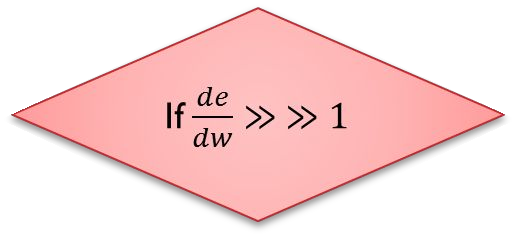 If de/dw ≫ ≫ 1